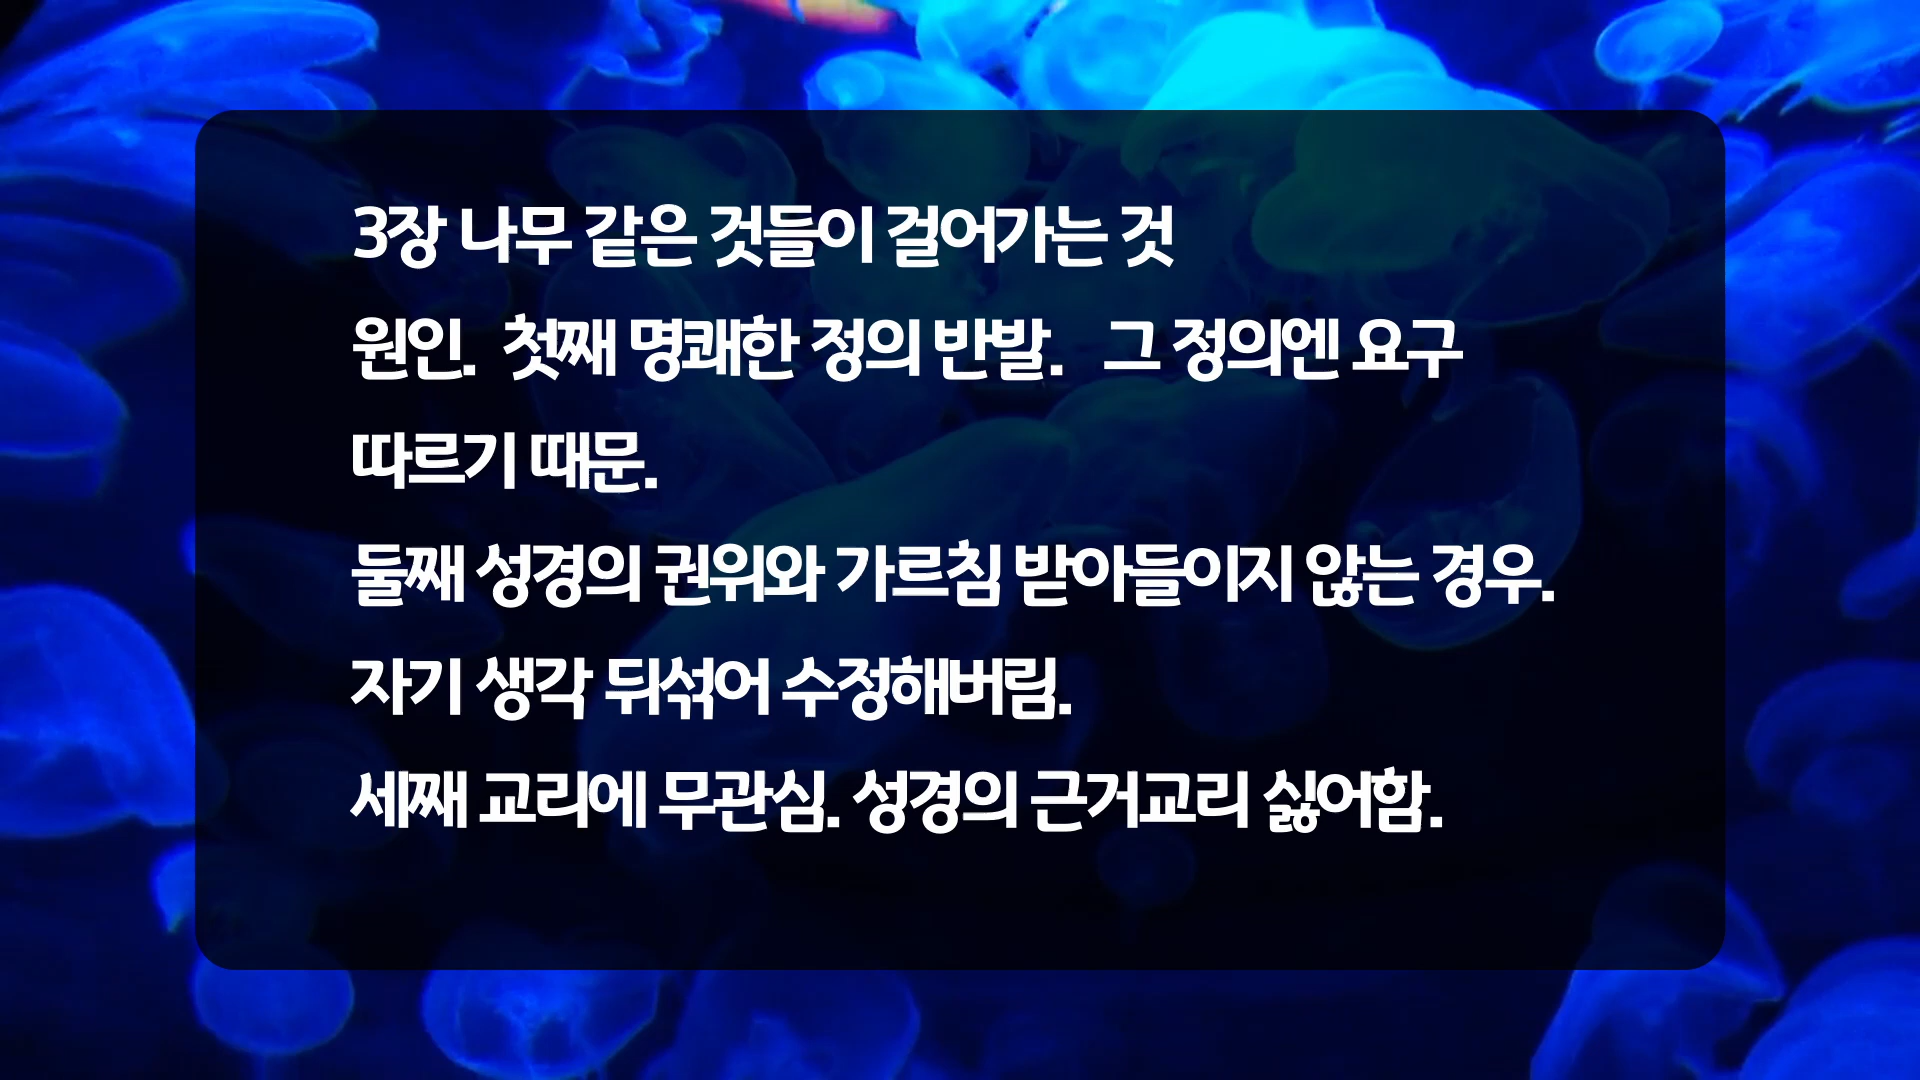 3장 나무 같은 것들이 걸어가는 것
원인. 첫째 명쾌한 정의 반발. 그 정의엔 요구
따르기 때문.
둘째 성경의 권위와 가르침 받아들이지 않는 경우.
자기 생각 뒤섞어 수정해버림.
세째 교리에 무관심. 성경의 근거교리 싫어함.